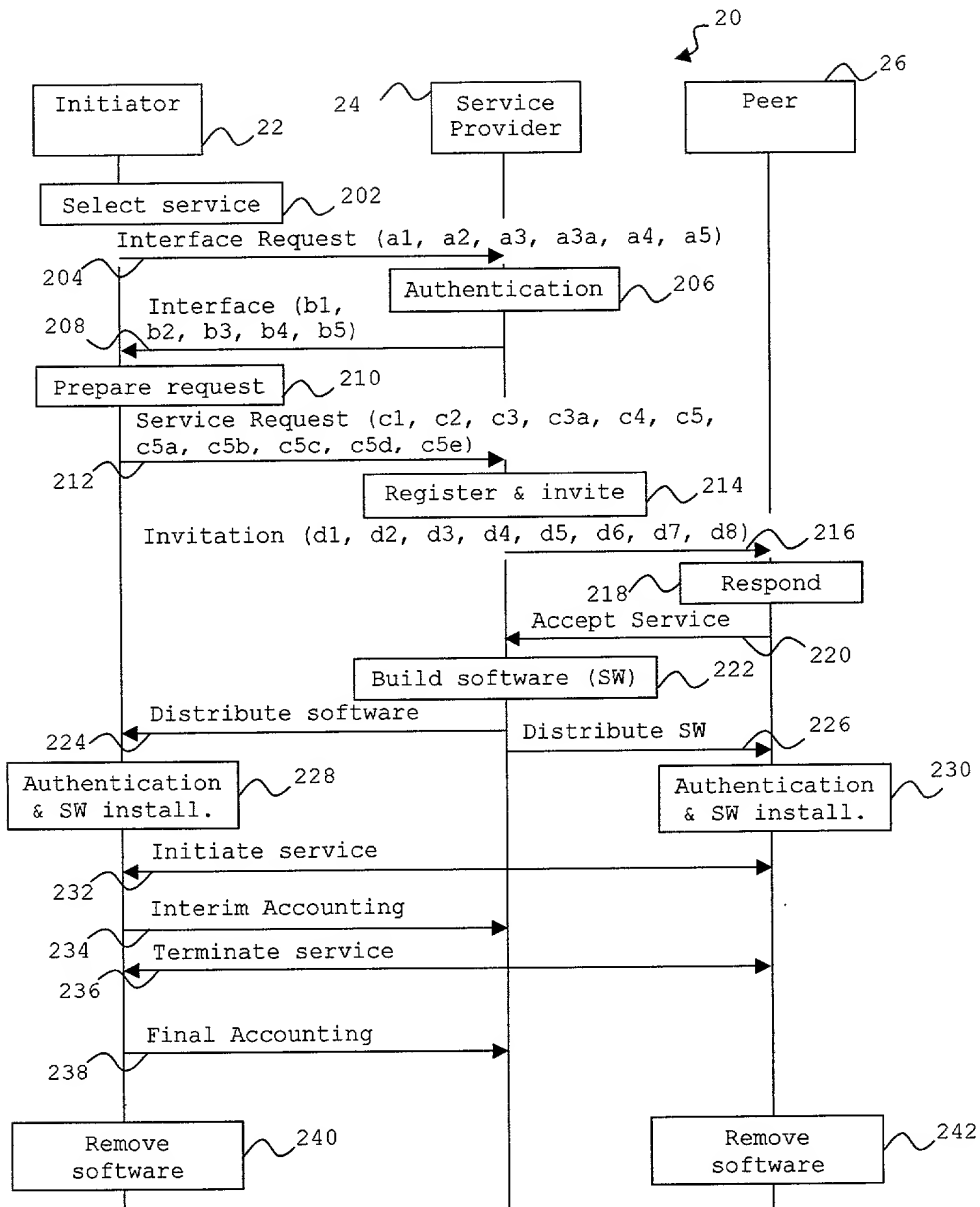 20
Initiator
22
24
Service
Provider
26
Peer
Select service
202
Interface Request (a1, a2, a3, a3a, a4, a5)
204
Authentication
206
Interface (b1,
b2, b3, b4, b5)
208
Prepare request
210
Service Request (c1, c2, c3, c3a, c4, c5,
c5a, c5b, c5c, c5d, c5e)
212
Register & invite
214
Invitation (d1, d2, d3, d4, d5, d6, d7, d8)
216
Respond
218
Accept Service
220
Build software (SW)
222
Distribute software
224
Distribute SW
226
Authentication
& SW install.
228
Authentication
& SW install.
230
Initiate service
232
Interim Accounting
234
Terminate service
236
Final Accounting
238
Remove
software
240
Remove
software
242